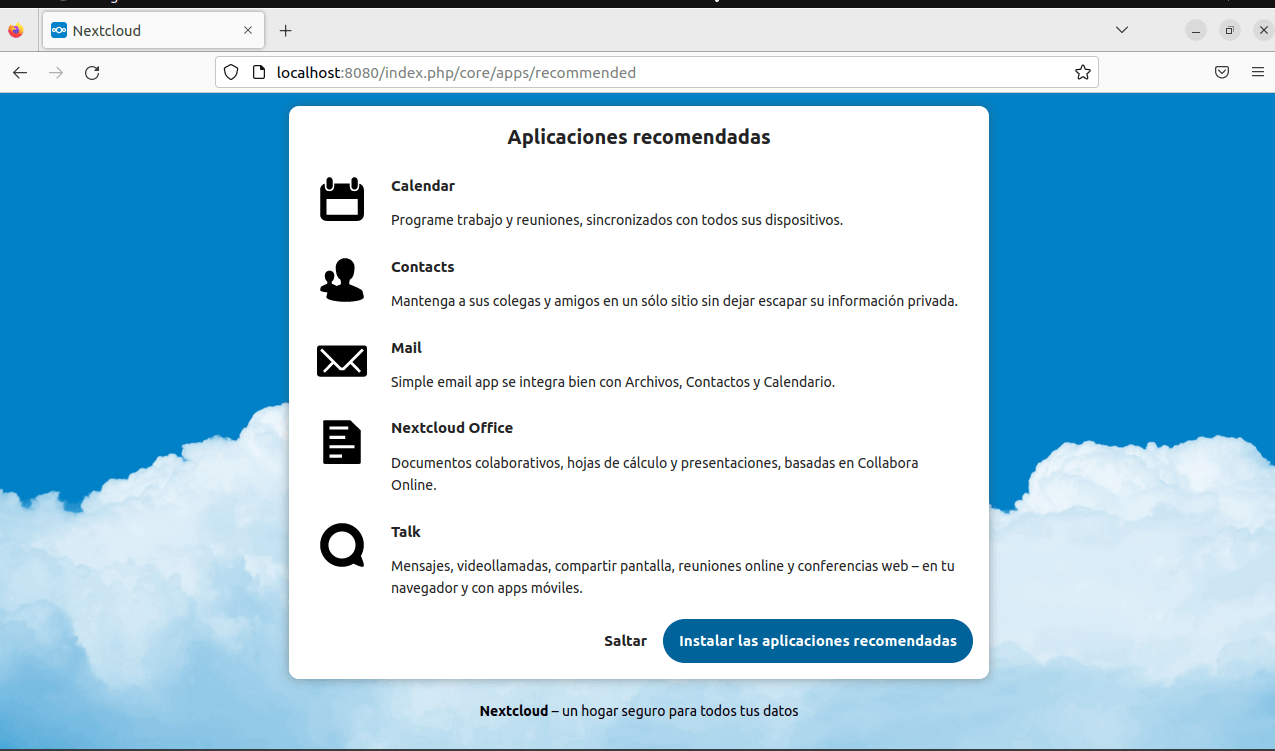 Nextcloud
localhost:8080/index.php/core/apps/recommended
Aplicaciones recomendadas
Calendar
Programe trabajo y reuniones, sincronizados con todos sus dispositivos.
Contacts
Mantenga a sus colegas y amigos en un sólo sitio sin dejar escapar su información privada.
Mail
Simple email app se integra bien con Archivos, Contactos y Calendario.
Nextcloud Office
Documentos colaborativos, hojas de cálculo y presentaciones, basadas en Collabora
Online.
Talk
Mensajes, videollamadas, compartir pantalla, reuniones online y conferencias web – en tu
navegador y con apps móviles.
Saltar Instalar las aplicaciones recomendadas
Nextcloud – un hogar seguro para todos tus datos